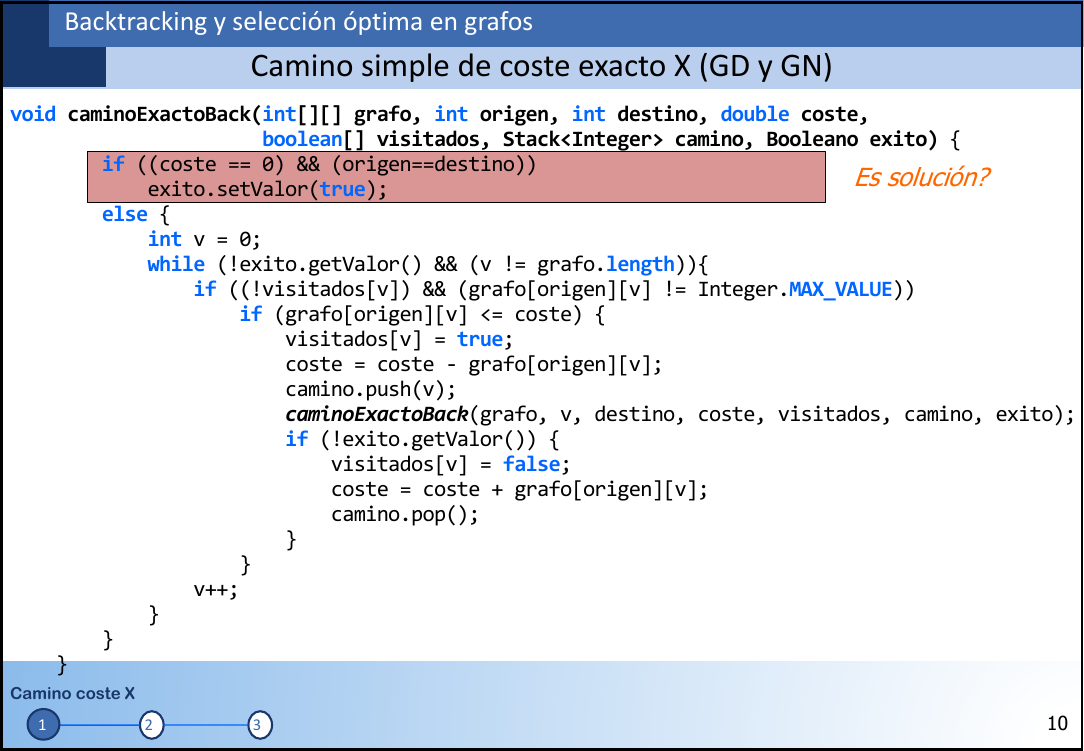 Backtracking y selección óptima en grafos
Camino simple de coste exacto X (GD y GN)
void caminoExactoBack(int[][] grafo, int origen, int destino, double coste,
boolean[] visitados, Stack<Integer> camino, Booleano exito) {
if ((coste == 0) && (origen==destino))
exito.setValor(true);
Es solución?
else {
int v = 0;
while (!exito.getValor() && (v != grafo.length)){
if ((!visitados[v]) && (grafo[origen][v] != Integer.MAX_VALUE))
if (grafo[origen][v] <= coste) {
visitados[v] = true;
coste = coste - grafo[origen][v];
camino.push(v);
caminoExactoBack(grafo, v, destino, coste, visitados, camino, exito);
if (!exito.getValor()) {
visitados[v] = false;
coste = coste + grafo[origen][v];
camino.pop();
}
}
v++;
}
}
}
Camino coste X
1 2 3
10